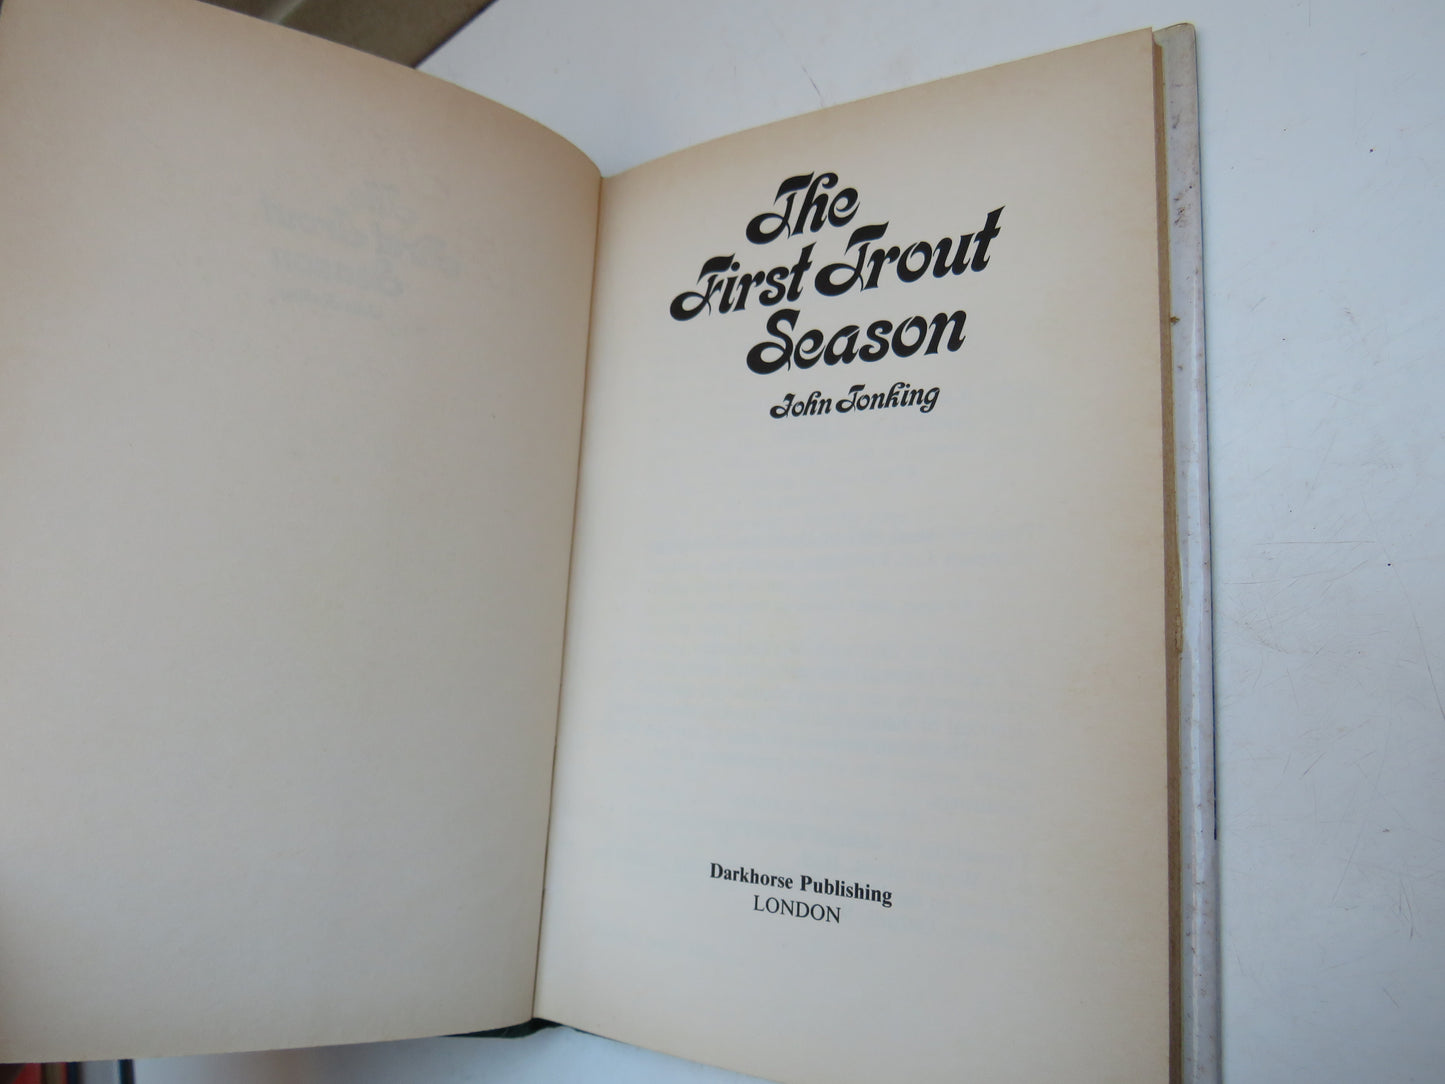 The
First Trout
Season
John Tonking
Darkhorse Publishing
LONDON